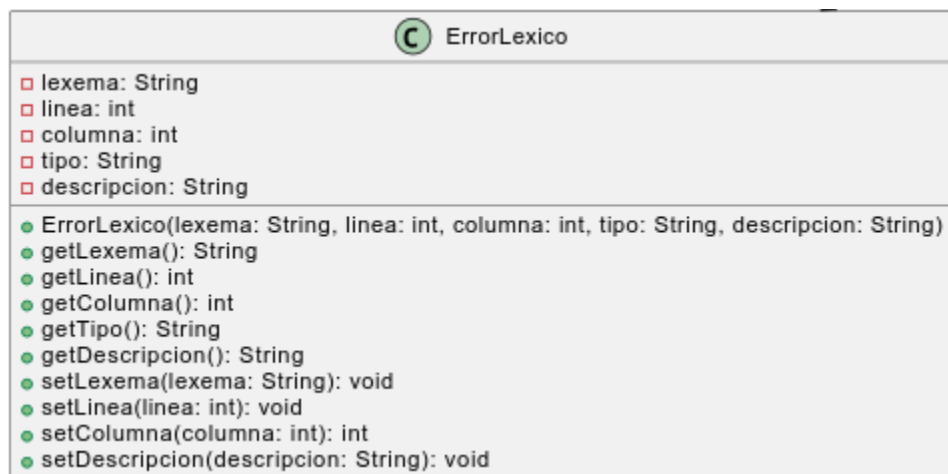 C ErrorLexico
lexema: String
linea: int
columna: int
tipo: String
descripcion: String
ErrorLexico(lexema: String, linea: int, columna: int, tipo: String, descripcion: String)
getLexema(): String
getLinea(): int
getColumna(): int
getTipo(): String
getDescripcion(): String
setLexema(lexema: String): void
setLinea(linea: int): void
setColumna(columna: int): int
setDescripcion(descripcion: String): void